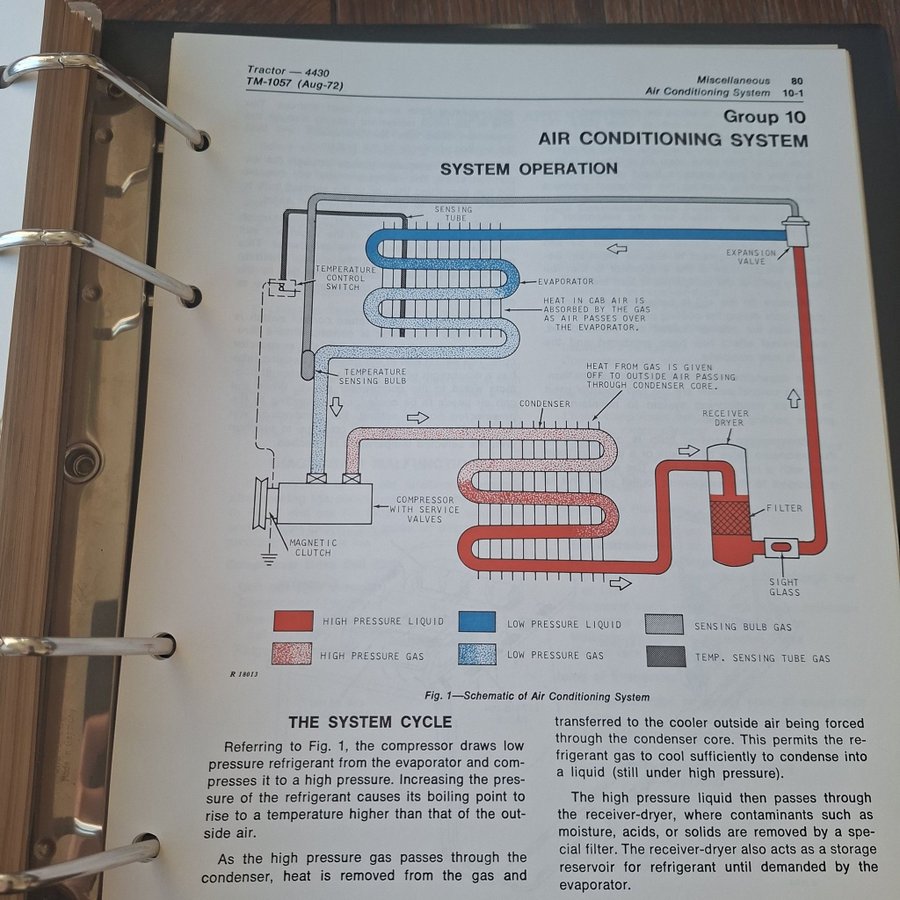 Tractor — 4430
TM-1057 (Aug-72)
Miscellaneous 80
Air Conditioning System 10-1
Group 10
AIR CONDITIONING SYSTEM
SYSTEM OPERATION
SENSING
TUBE
EXPANSION
VALVE
TEMPERATURE
CONTROL
SWITCH
EVAPORATOR
HEAT IN CAB AIR IS
ABSORBED BY THE GAS
AS AIR PASSES OVER
THE EVAPORATOR.
TEMPERATURE
SENSING BULB
HEAT FROM GAS IS GIVEN
OFF TO OUTSIDE AIR PASSING
THROUGH CONDENSER CORE.
CONDENSER
RECEIVER
DRYER
COMPRESSOR
WITH SERVICE
VALVES
FILTER
MAGNETIC
CLUTCH
SIGHT
GLASS
HIGH PRESSURE LIQUID
LOW PRESSURE LIQUID
SENSING BULB GAS
HIGH PRESSURE GAS
LOW PRESSURE GAS
TEMP. SENSING TUBE GAS
R 18013
Fig. 1—Schematic of Air Conditioning System
THE SYSTEM CYCLE
Referring to Fig. 1, the compressor draws low
pressure refrigerant from the evaporator and com-
presses it to a high pressure. Increasing the pres-
sure of the refrigerant causes its boiling point to
rise to a temperature higher than that of the out-
side air.
As the high pressure gas passes through the
condenser, heat is removed from the gas and
transferred to the cooler outside air being forced
through the condenser core. This permits the re-
frigerant gas to cool sufficiently to condense into
a liquid (still under high pressure).
The high pressure liquid then passes through
the receiver-dryer, where contaminants such as
moisture, acids, or solids are removed by a spe-
cial filter. The receiver-dryer also acts as a storage
reservoir for refrigerant until demanded by the
evaporator.